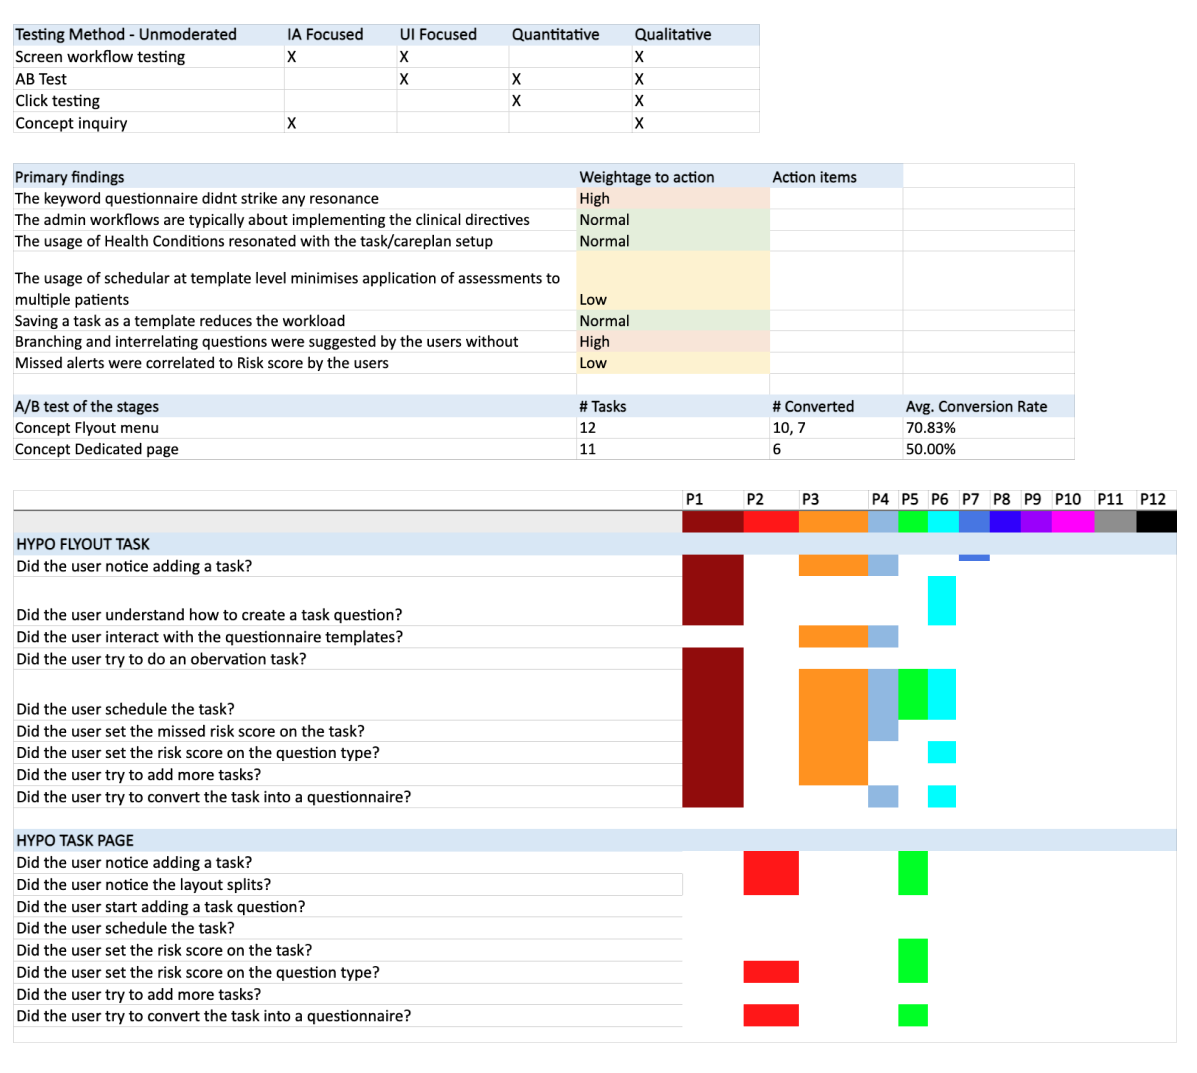 Testing Method - Unmoderated IA Focused UI Focused Quantitative Qualitative
Screen workflow testing X X X
AB Test X X X
Click testing X X
Concept inquiry X X
Primary findings Weightage to action Action items
The keyword questionnaire didnt strike any resonance High
The admin workflows are typically about implementing the clinical directives Normal
The usage of Health Conditions resonated with the task/careplan setup Normal
The usage of schedular at template level minimises application of assessments to
multiple patients Low
Saving a task as a template reduces the workload Normal
Branching and interrelating questions were suggested by the users without High
Missed alerts were correlated to Risk score by the users Low
A/B test of the stages # Tasks # Converted Avg. Conversion Rate
Concept Flyout menu 12 10, 7 70.83%
Concept Dedicated page 11 6 50.00%
P1 P2 P3 P4 P5 P6 P7 P8 P9 P10 P11 P12
HYPO FLYOUT TASK
Did the user notice adding a task?
Did the user understand how to create a task question?
Did the user interact with the questionnaire templates?
Did the user try to do an obervation task?
Did the user schedule the task?
Did the user set the missed risk score on the task?
Did the user set the risk score on the question type?
Did the user try to add more tasks?
Did the user try to convert the task into a questionnaire?
HYPO TASK PAGE
Did the user notice adding a task?
Did the user notice the layout splits?
Did the user start adding a task question?
Did the user schedule the task?
Did the user set the risk score on the task?
Did the user set the risk score on the question type?
Did the user try to add more tasks?
Did the user try to convert the task into a questionnaire?